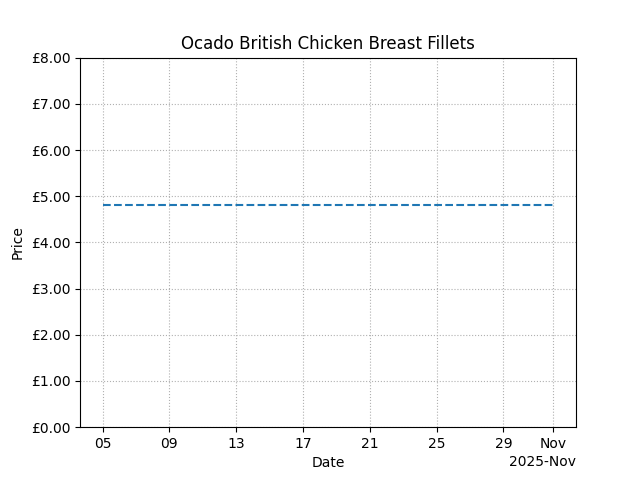 Ocado British Chicken Breast Fillets
£8.00
£7.00
£6.00
£5.00
£4.00
£3.00
£2.00
£1.00
£0.00
Price
05 09 13 17 21 25 29 Nov
Date
2025-Nov